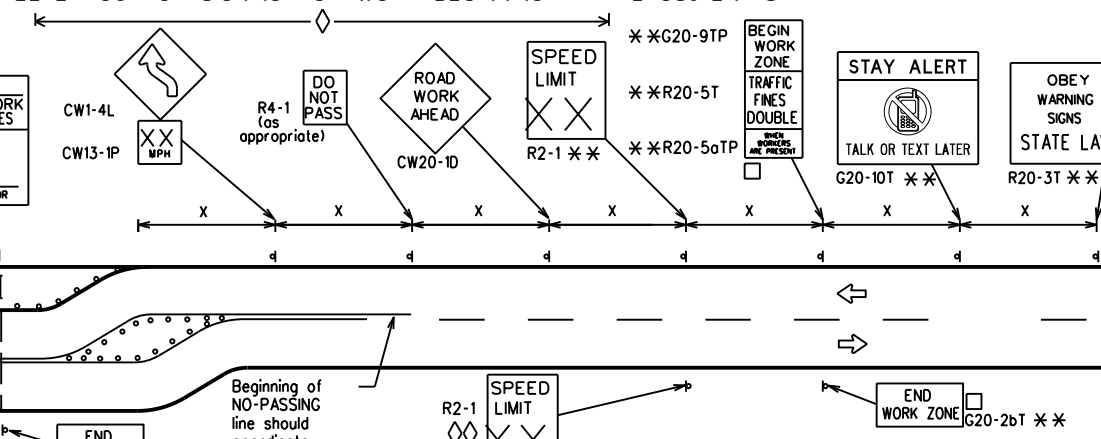 CW1-4L
XX
MPH
CW13-1P
R4-1
(as
appropriate)
DO
NOT
PASS
ROAD
WORK
AHEAD
CW20-1D
SPEED
LIMIT
XX
R2-1 **
**G20-9TP
**R20-5T
**R20-5aTP
BEGIN
WORK
ZONE
TRAFFIC
FINES
DOUBLE
WHEN
WORKERS
ARE PRESENT
STAY ALERT
TALK OR TEXT LATER
G20-10T **
OBEY
WARNING
SIGNS
STATE LA
R20-3T **
X X X X X X X
Beginning of
NO-PASSING
line should
R2-1
SPEED
LIMIT
END
WORK ZONE
G20-2bT **
END